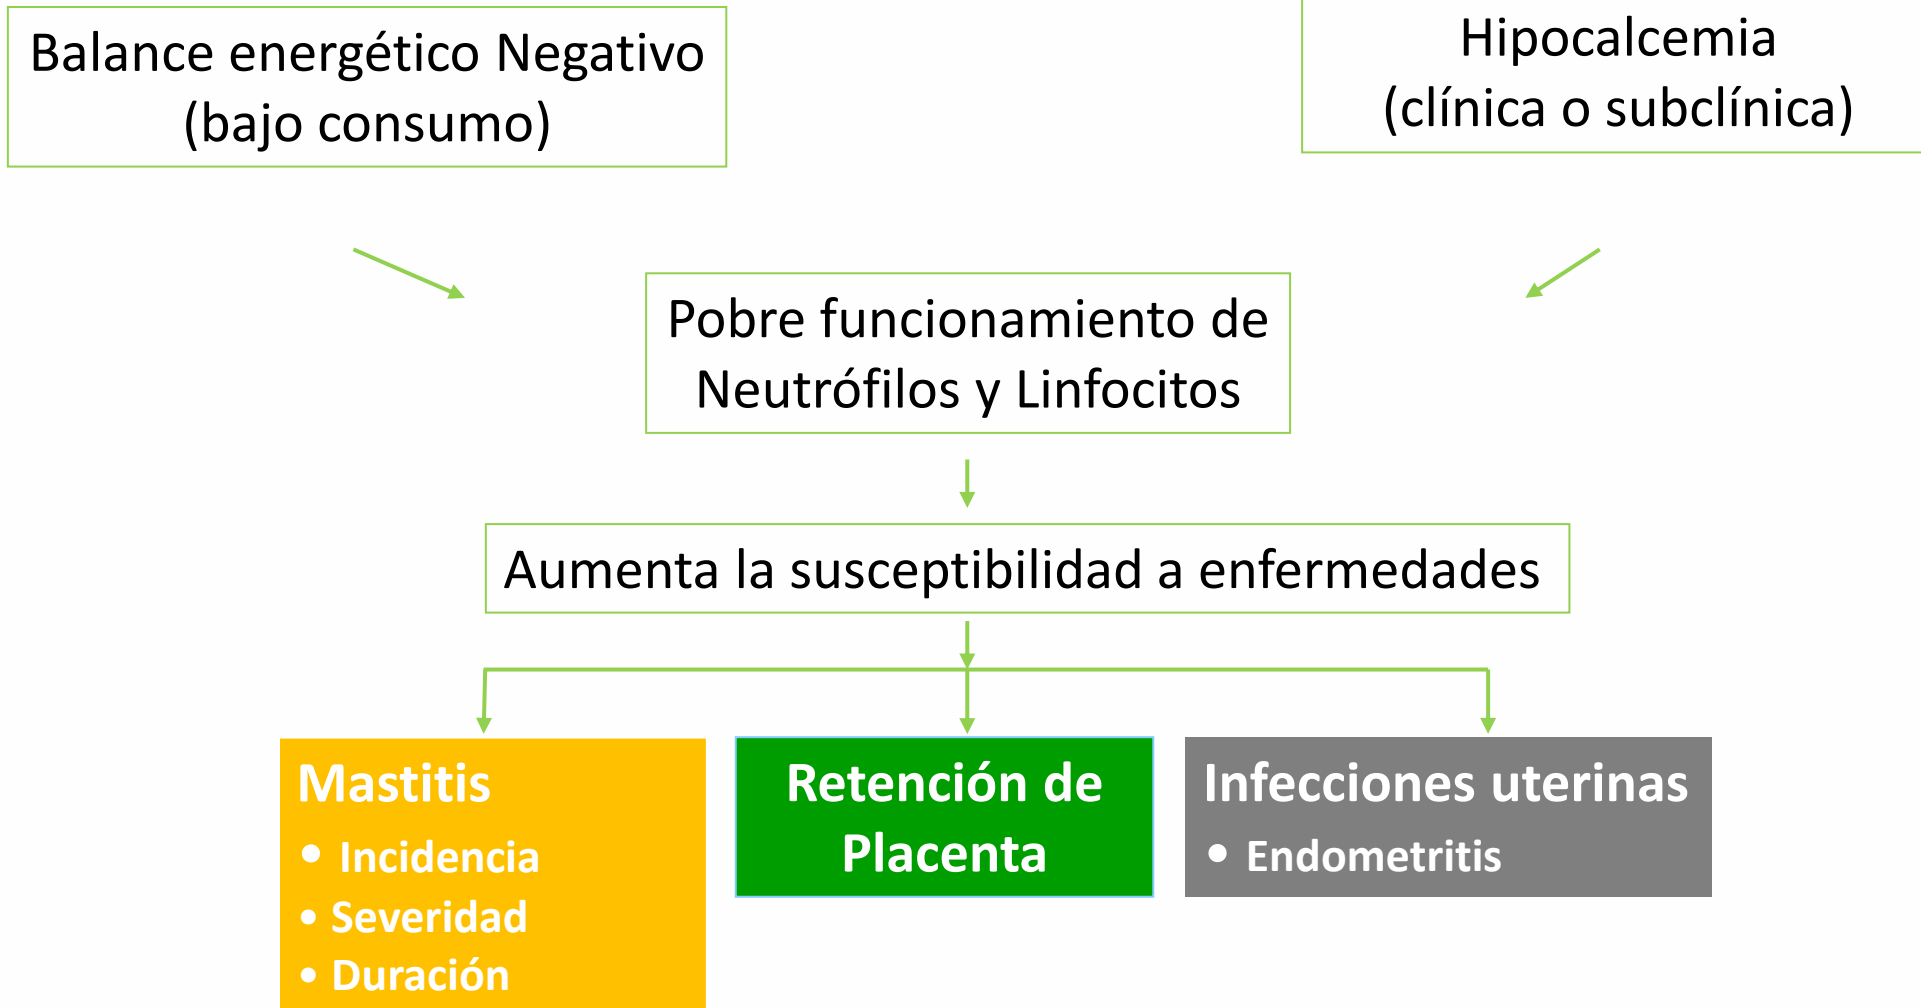 Balance energético Negativo
(bajo consumo)
Hipocalcemia
(clínica o subclínica)
Pobre funcionamiento de
Neutrófilos y Linfocitos
Aumenta la susceptibilidad a enfermedades
Mastitis
• Incidencia
• Severidad
• Duración
Retención de
Placenta
Infecciones uterinas
• Endometritis